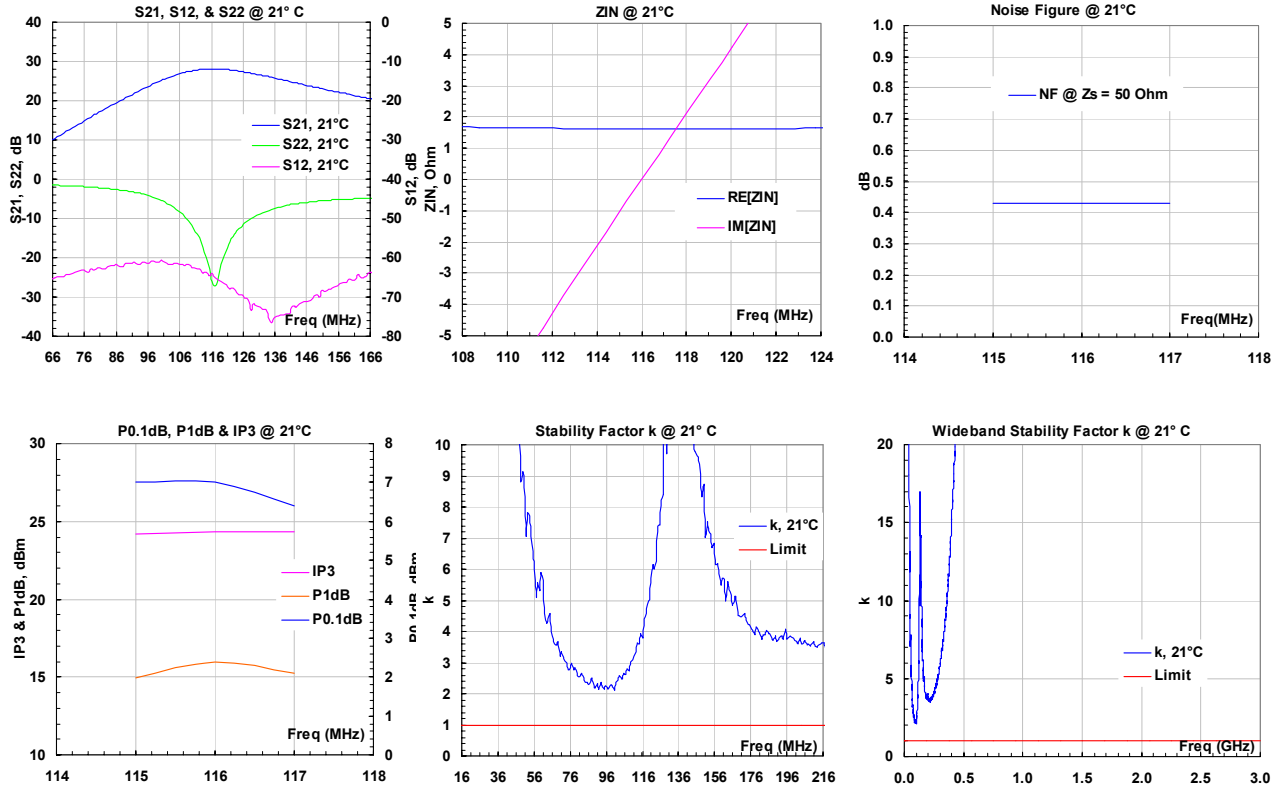 S21, S12, & S22 @ 21° C
40
30
20
10
0
-10
-20
-30
-40
0
-10
-20
-30
-40
-50
-60
-70
-80
S21, S22, dB
S12, dB
S21, 21°C
S22, 21°C
S12, 21°C
Freq (MHz)
66 76 86 96 106 116 126 136 146 156 166
ZIN @ 21°C
5
4
3
2
1
0
-1
-2
-3
-4
-5
ZIN, Ohm
RE[ZIN]
IM[ZIN]
Freq (MHz)
108 110 112 114 116 118 120 122 124
Noise Figure @ 21°C
1.0
0.9
0.8
0.7
0.6
0.5
0.4
0.3
0.2
0.1
0.0
dB
NF @ Zs = 50 Ohm
Freq(MHz)
114 115 116 117 118
P0.1dB, P1dB & IP3 @ 21°C
30
25
20
15
10
8
7
6
5
4
3
2
1
0
IP3 & P1dB, dBm
P0.1dB, dBm
IP3
P1dB
P0.1dB
Freq (MHz)
114 115 116 117 118
Stability Factor k @ 21° C
10
9
8
7
6
5
4
3
2
1
0
k
k, 21°C
Limit
Freq (MHz)
16 36 56 76 96 116 136 156 176 196 216
Wideband Stability Factor k @ 21° C
20
15
10
5
0
k
k, 21°C
Limit
Freq (GHz)
0.0 0.5 1.0 1.5 2.0 2.5 3.0